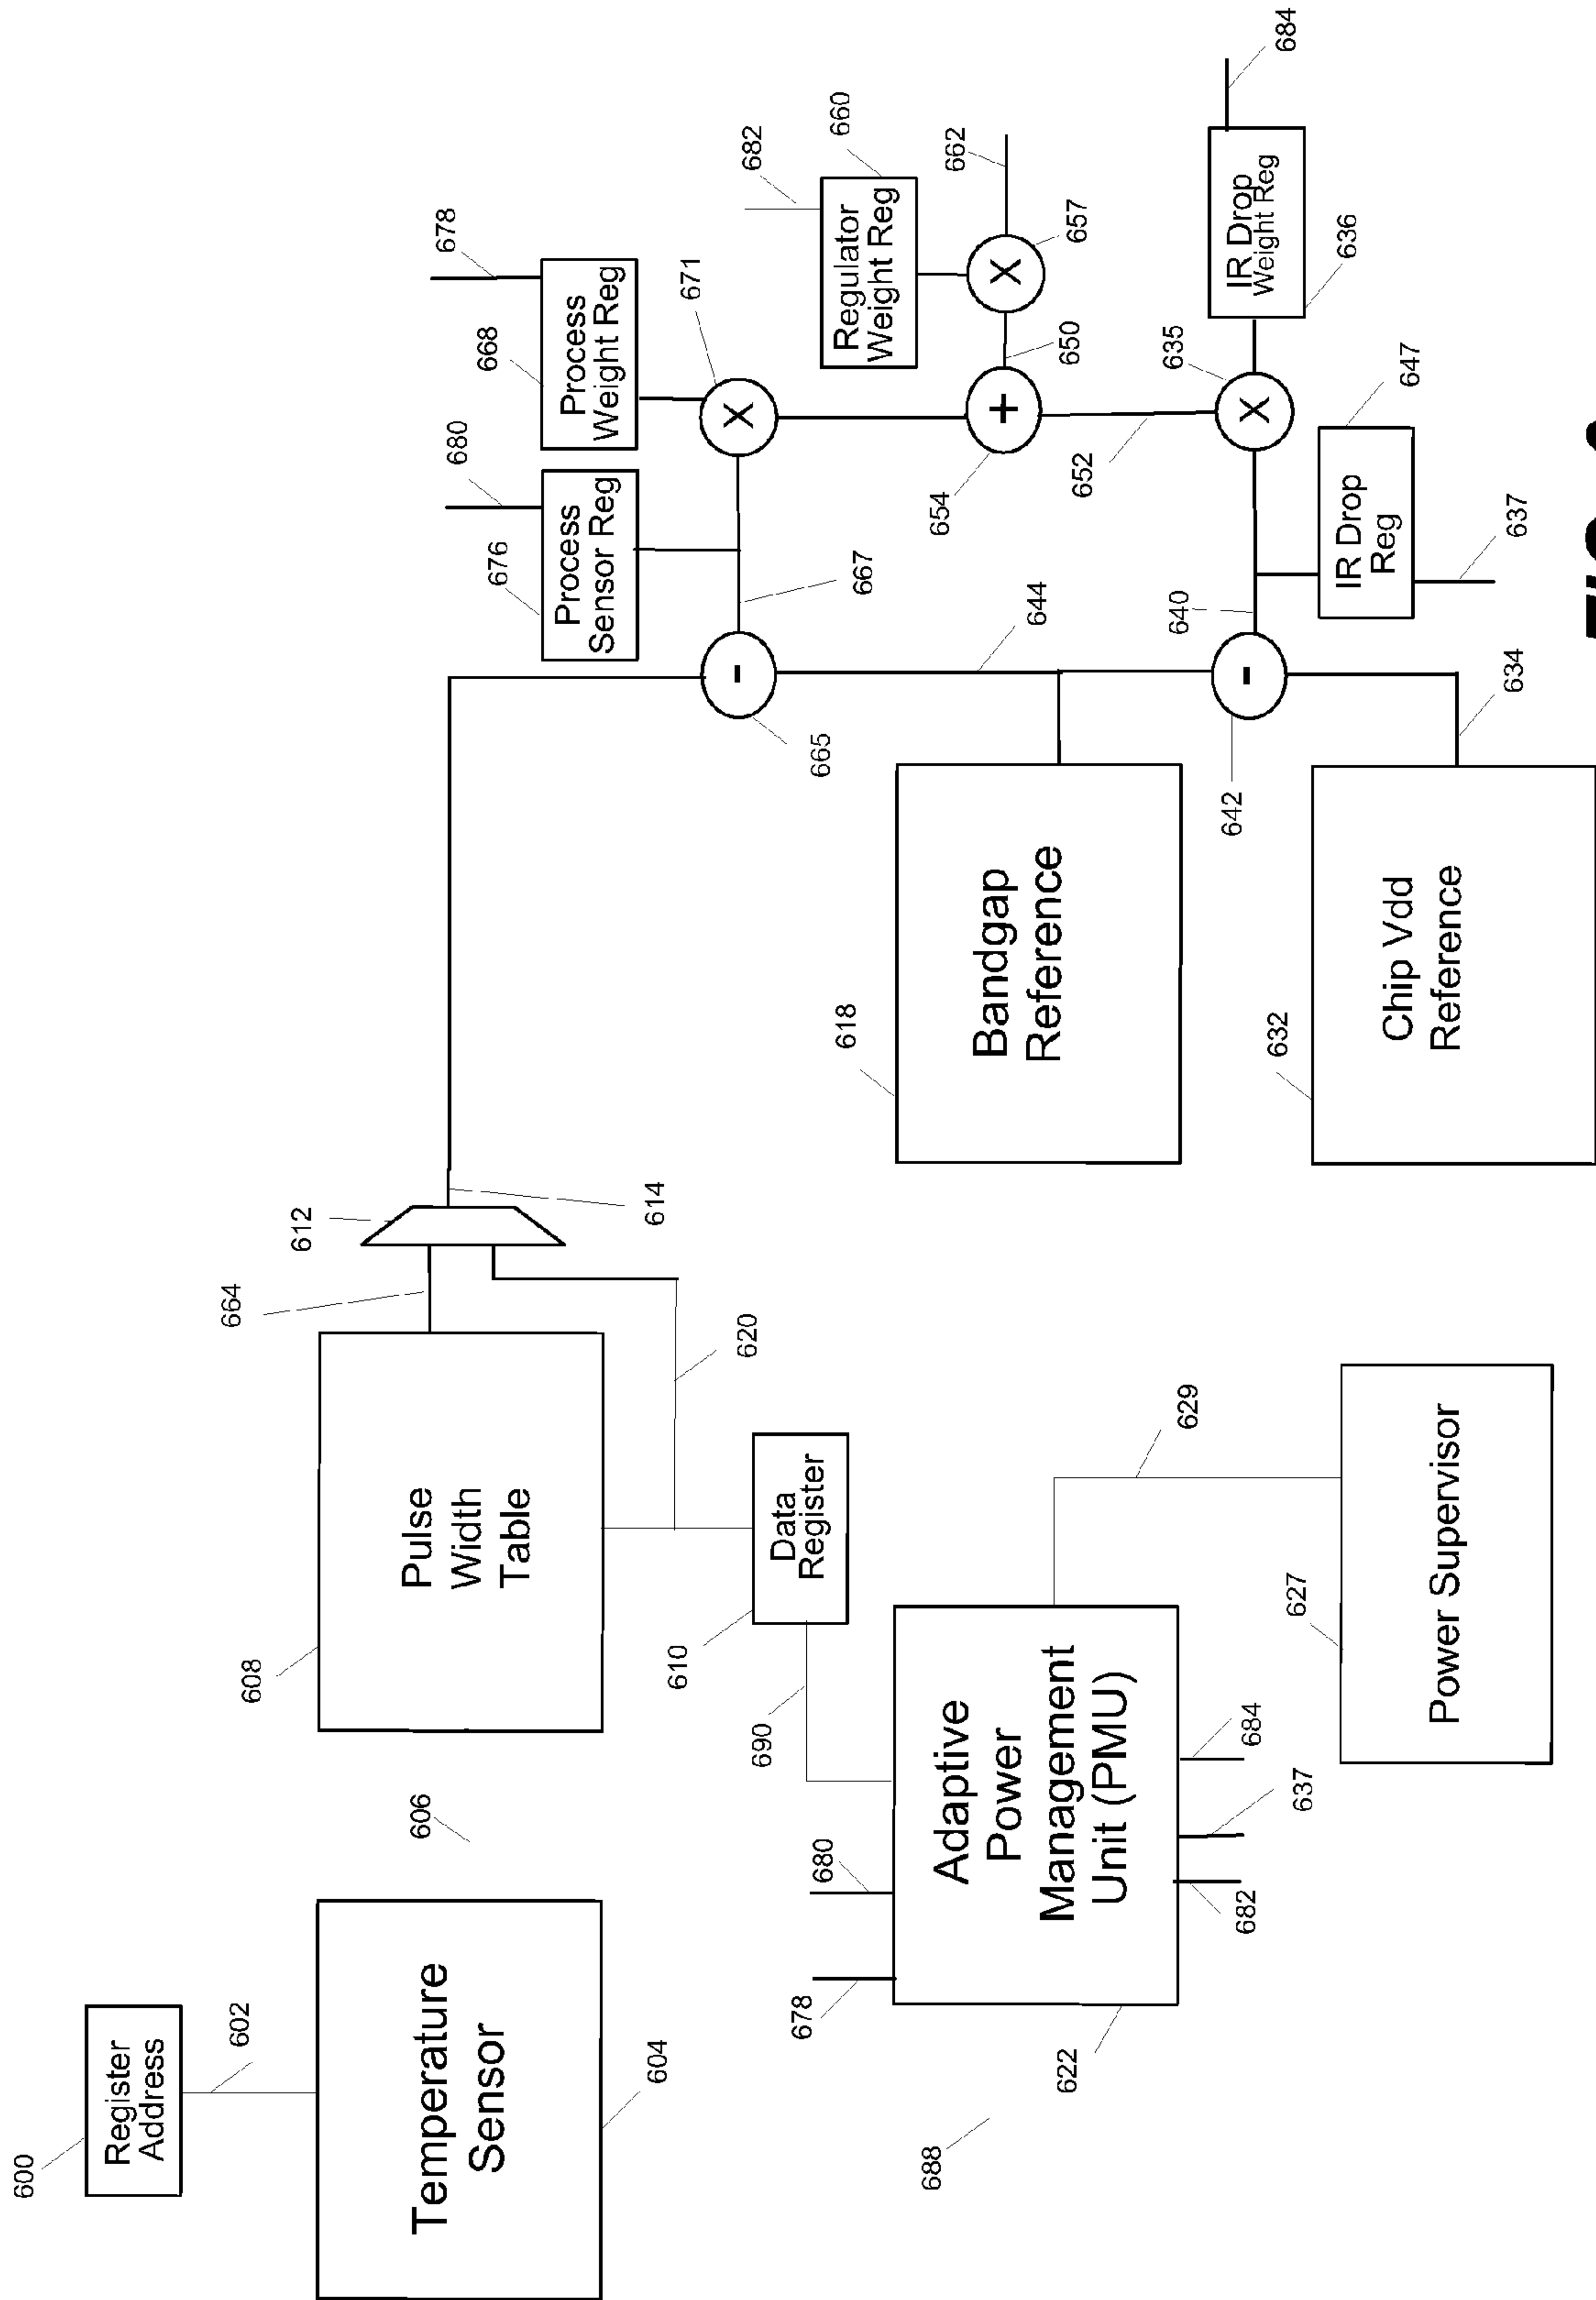 600
Register
Address
602
Temperature
Sensor
604
606
608
Pulse
Width
Table
664
612
614
620
610
Data
Register
690
688
678
680
Adaptive
Power
Management
Unit (PMU)
622
682
637
684
629
627
Power Supervisor
618
Bandgap
Reference
632
Chip Vdd
Reference
634
642
-
640
644
665
-
667
676
Process
Sensor Reg
680
668
Process
Weight Reg
678
671
X
654
+
650
652
682
660
Regulator
Weight Reg
662
657
X
635
X
IR Drop
Weight Reg
636
684
647
IR Drop
Reg
637